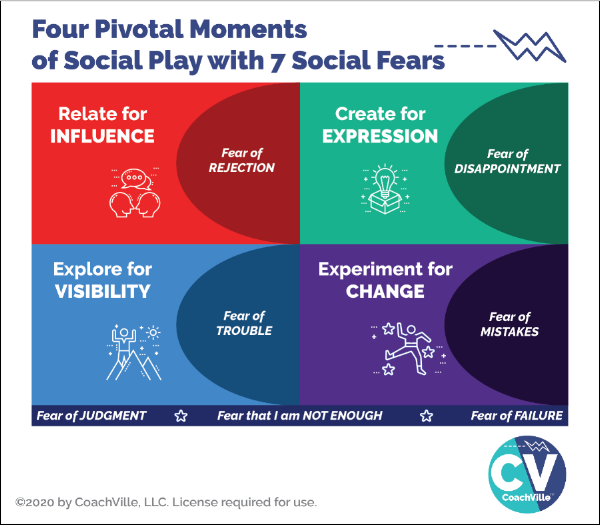 Four Pivotal Moments
of Social Play with 7 Social Fears
Relate for
INFLUENCE
Fear of
REJECTION
Create for
EXPRESSION
Fear of
DISAPPOINTMENT
Explore for
VISIBILITY
Fear of
TROUBLE
Experiment for
CHANGE
Fear of
MISTAKES
Fear of JUDGMENT
Fear that I am NOT ENOUGH
Fear of FAILURE
CV
CoachVille
©2020 by CoachVille, LLC. License required for use.